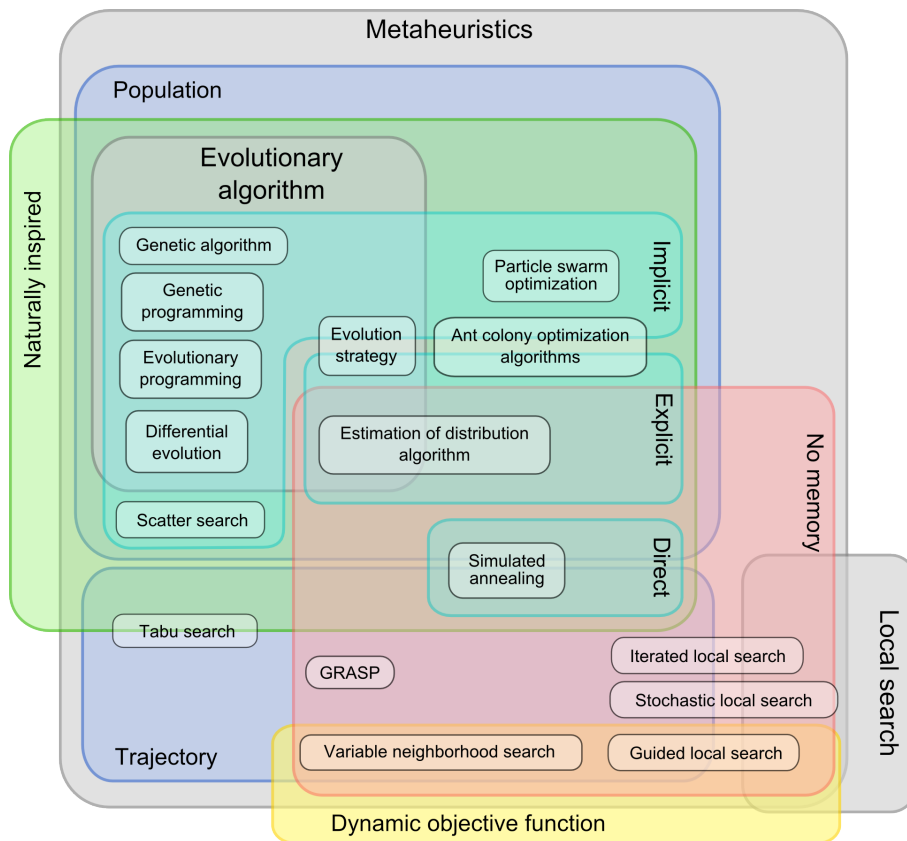 Metaheuristics
Population
Evolutionary
algorithm
Naturally inspired
Genetic algorithm
Implicit
Particle swarm
optimization
Genetic
programming
Evolution
strategy
Ant colony optimization
algorithms
Evolutionary
programming
Explicit
Differential
evolution
Estimation of distribution
algorithm
No memory
Scatter search
Direct
Simulated
annealing
Tabu search
Local search
GRASP
Iterated local search
Stochastic local search
Trajectory
Variable neighborhood search
Guided local search
Dynamic objective function